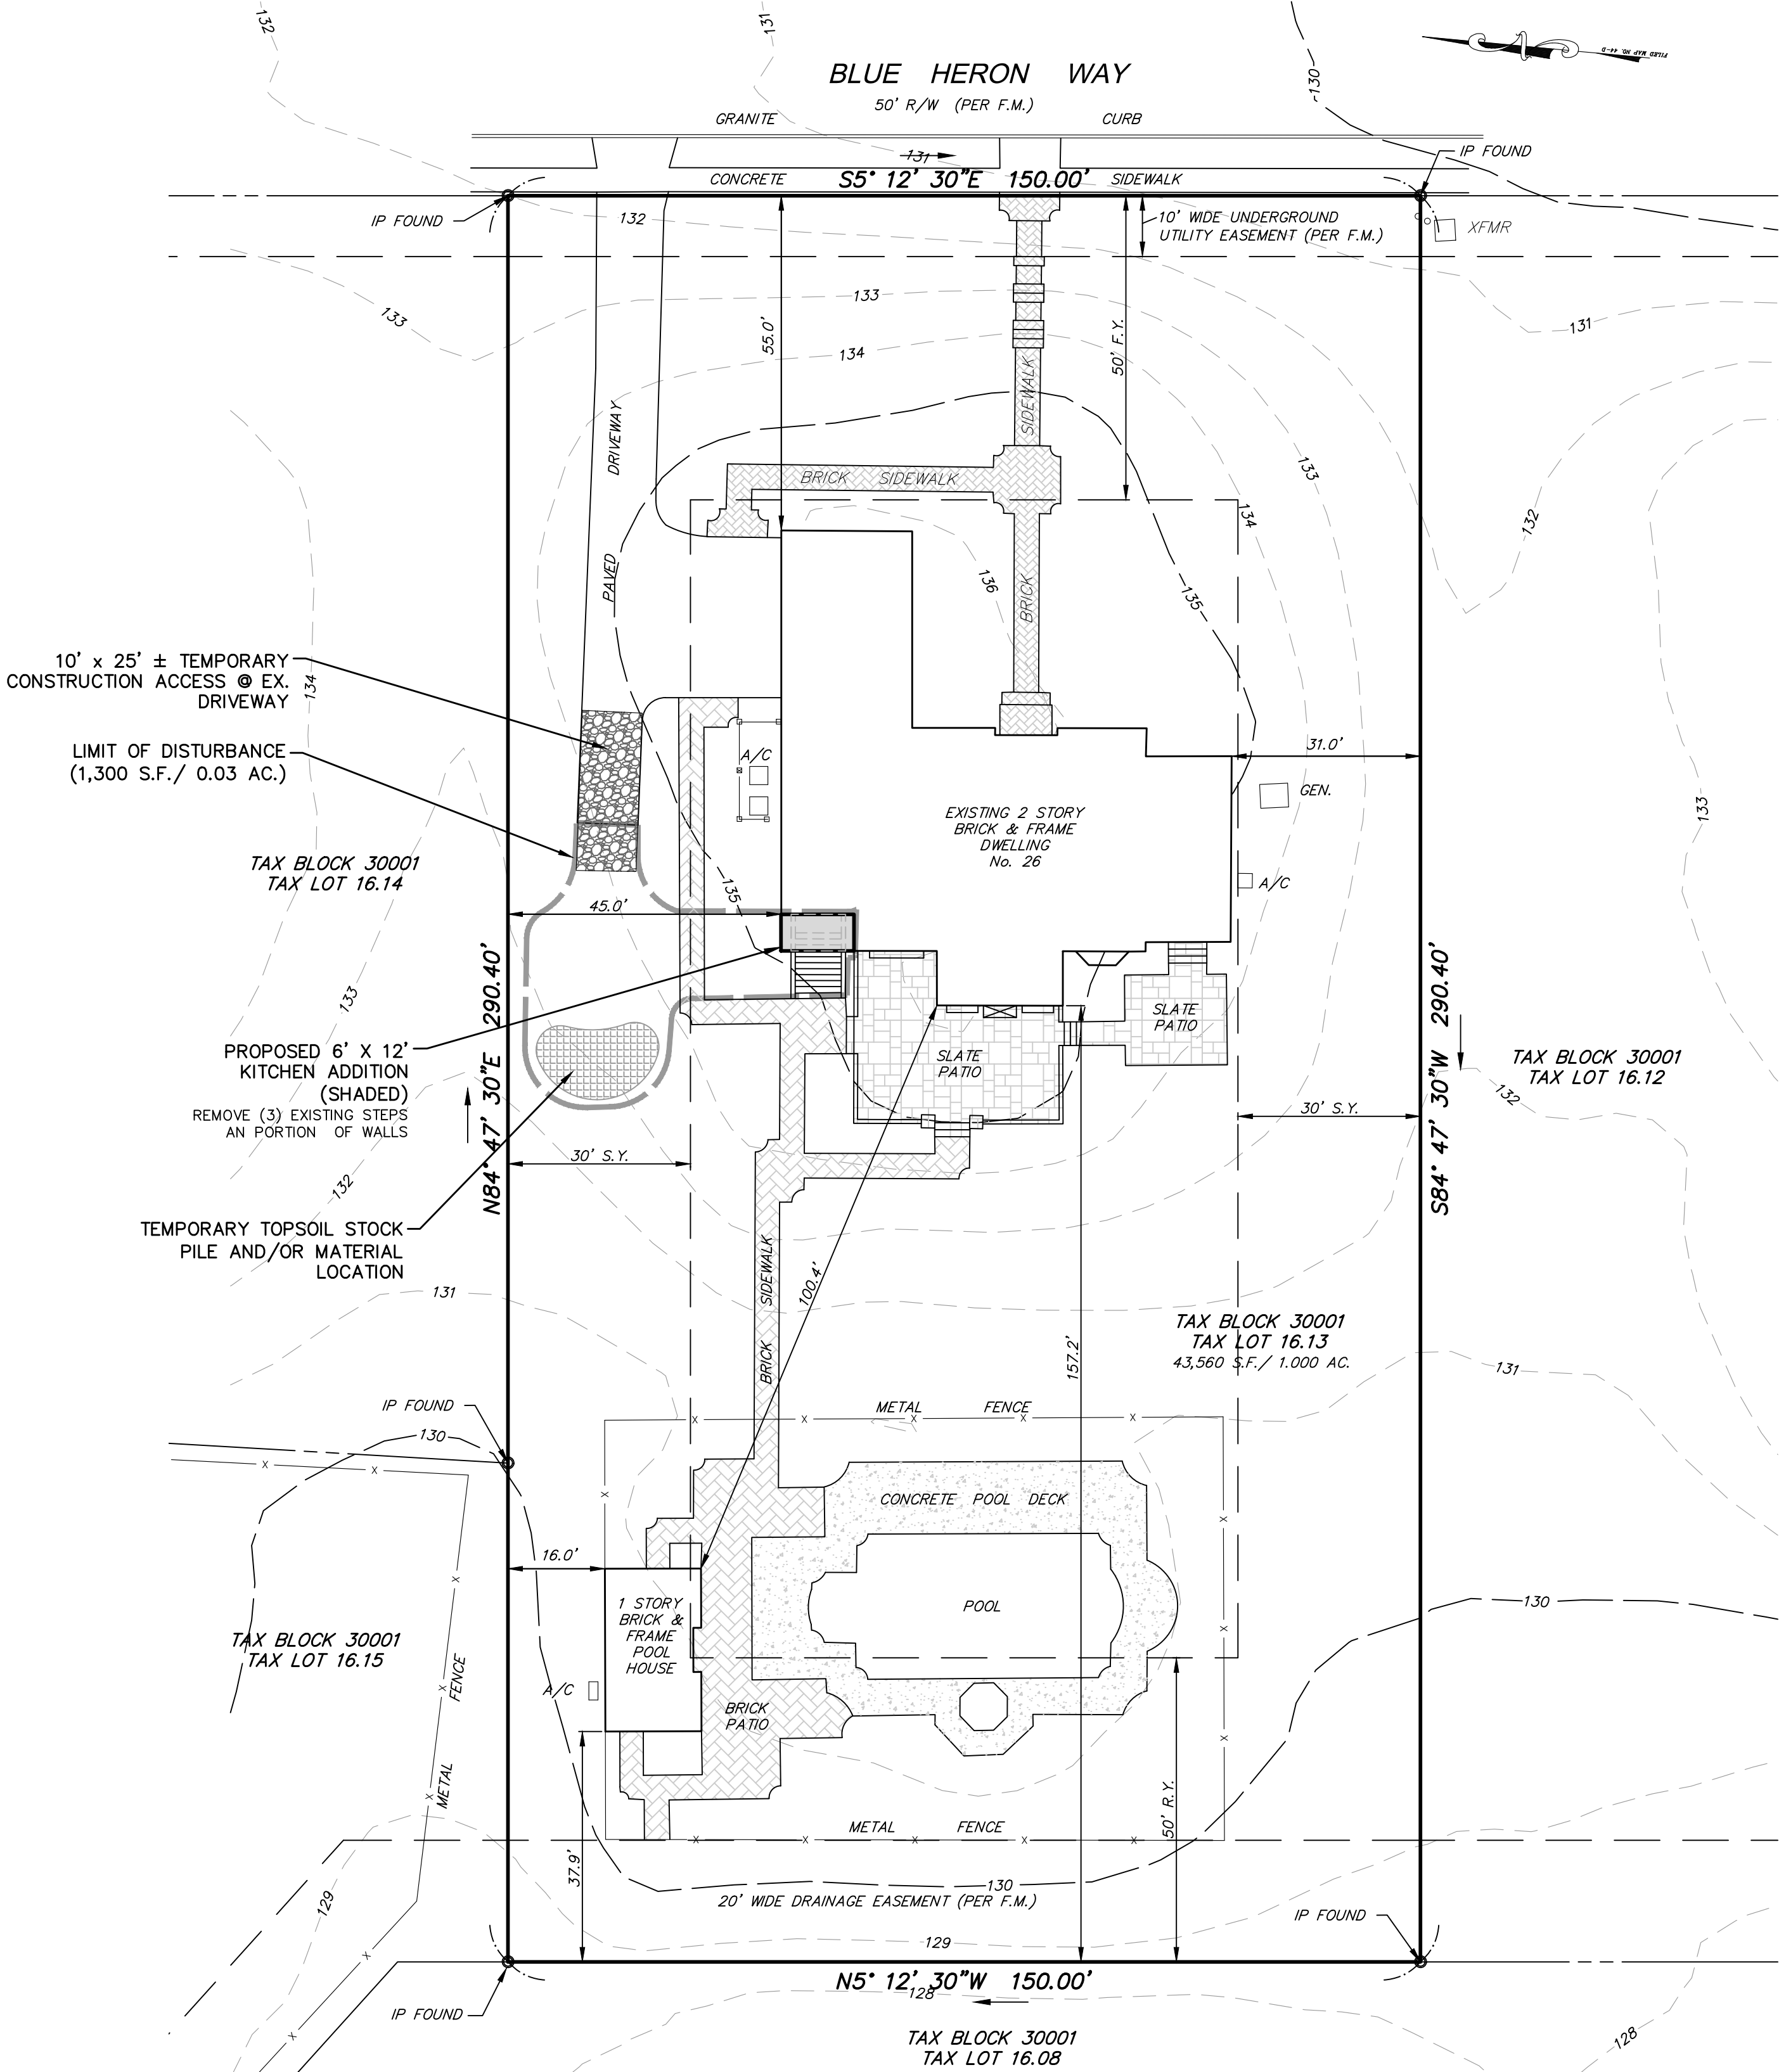 132
131
130
FILED MAP NO. 44-D
BLUE HERON WAY
50' R/W (PER F.M.)
GRANITE CURB
131
IP FOUND
CONCRETE S5° 12' 30"E 150.00' SIDEWALK
IP FOUND
132
10' WIDE UNDERGROUND
UTILITY EASEMENT (PER F.M.)
XFMR
133
133
131
55.0'
134
50' F.Y.
SIDEWALK
DRIVEWAY
BRICK SIDEWALK
133
134
132
PAVED
136
BRICK
135
10' x 25' ± TEMPORARY
CONSTRUCTION ACCESS @ EX.
DRIVEWAY
134
LIMIT OF DISTURBANCE
(1,300 S.F./ 0.03 AC.)
A/C
31.0'
GEN.
133
EXISTING 2 STORY
BRICK & FRAME
DWELLING
No. 26
TAX BLOCK 30001
TAX LOT 16.14
135
A/C
45.0'
N84° 47' 30"E 290.40'
S84° 47' 30"W 290.40'
133
SLATE
PATIO
SLATE
PATIO
PROPOSED 6' X 12'
KITCHEN ADDITION
(SHADED)
REMOVE (3) EXISTING STEPS
AN PORTION OF WALLS
TAX BLOCK 30001
TAX LOT 16.12
132
30' S.Y.
30' S.Y.
132
TEMPORARY TOPSOIL STOCK
PILE AND/OR MATERIAL
LOCATION
BRICK SIDEWALK
100.4'
131
157.2'
TAX BLOCK 30001
TAX LOT 16.13
43,560 S.F./ 1.000 AC.
131
IP FOUND
METAL FENCE
130
CONCRETE POOL DECK
16.0'
1 STORY
BRICK &
FRAME
POOL
HOUSE
POOL
130
TAX BLOCK 30001
TAX LOT 16.15
METAL FENCE
A/C
BRICK
PATIO
50' R.Y.
METAL FENCE
37.9'
130
20' WIDE DRAINAGE EASEMENT (PER F.M.)
129
129
IP FOUND
N5° 12' 30"W 150.00'
128
IP FOUND
128
TAX BLOCK 30001
TAX LOT 16.08